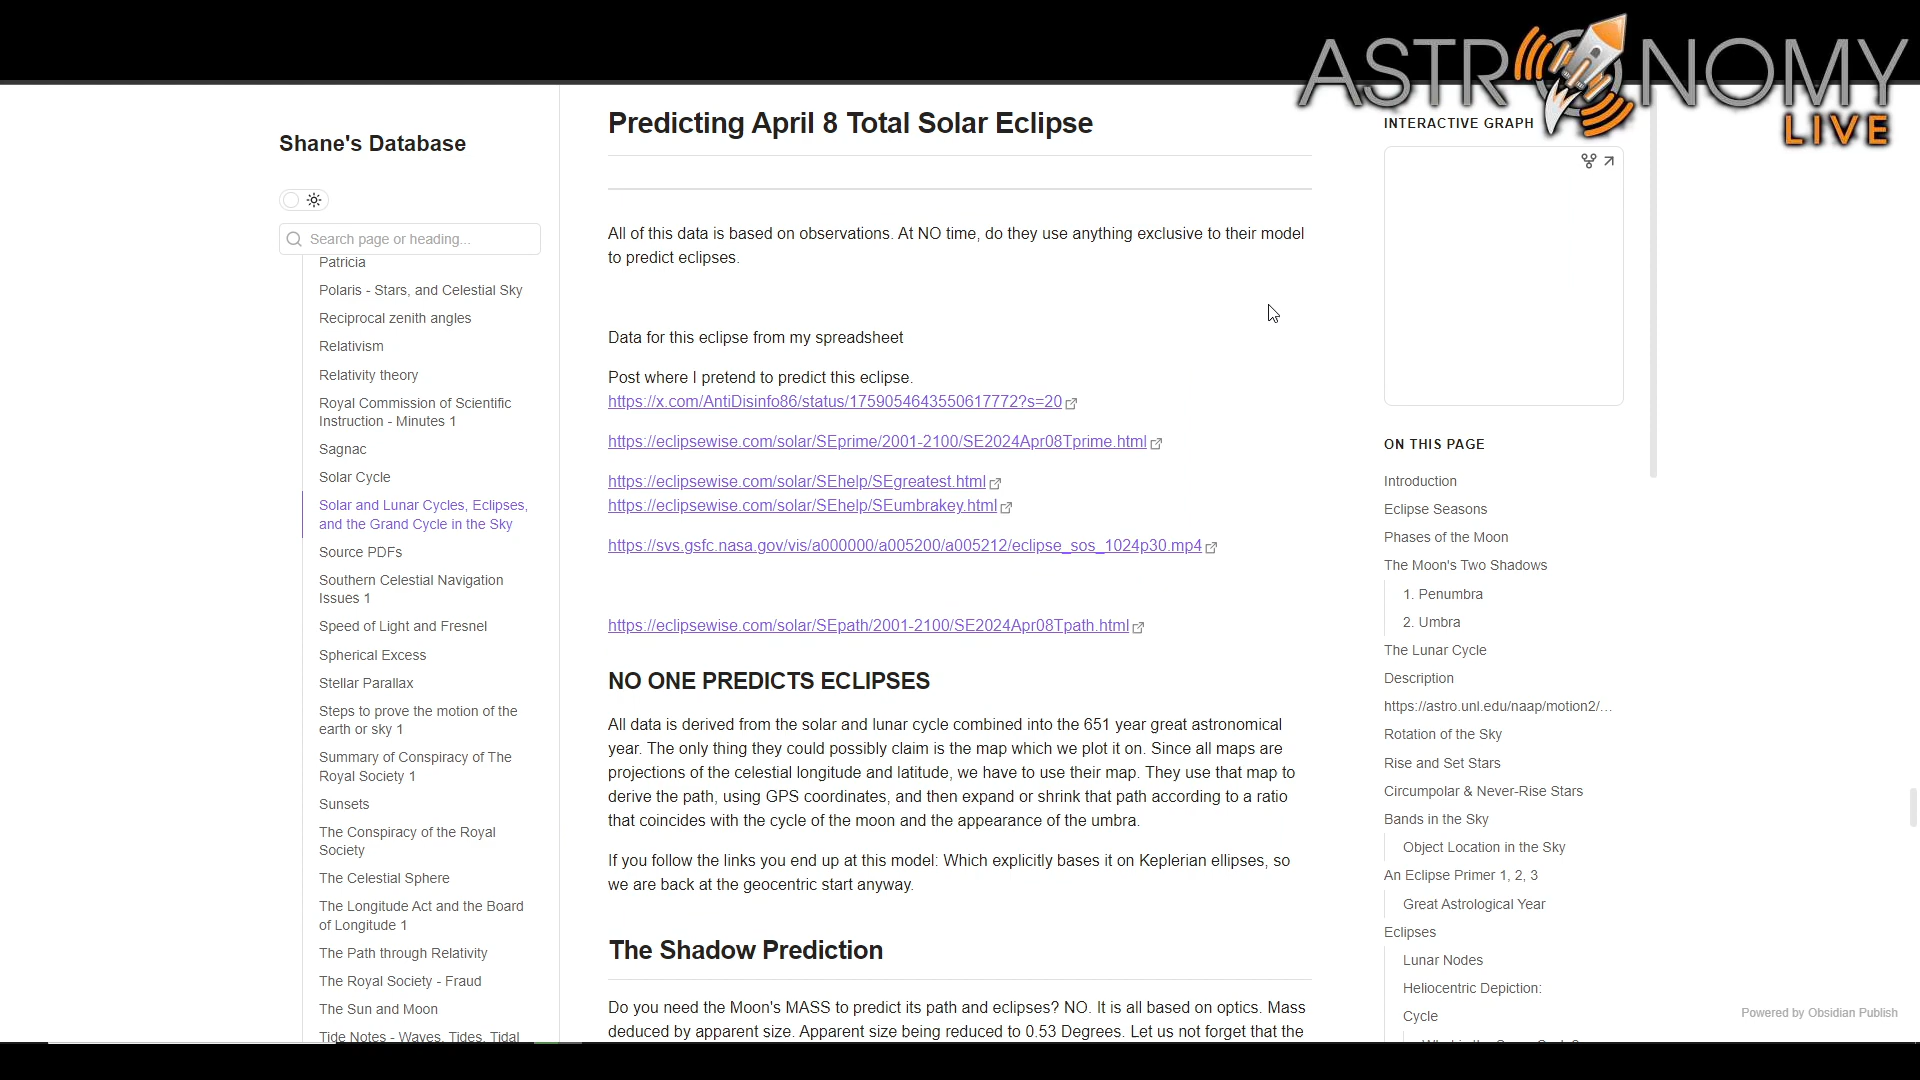 ASTRONOMY
LIVE
Shane's Database
Search page or heading...
Patricia
Polaris - Stars, and Celestial Sky
Reciprocal zenith angles
Relativism
Relativity theory
Royal Commission of Scientific
Instruction - Minutes 1
Sagnac
Solar Cycle
Solar and Lunar Cycles, Eclipses,
and the Grand Cycle in the Sky
Source PDFs
Southern Celestial Navigation
Issues 1
Speed of Light and Fresnel
Spherical Excess
Stellar Parallax
Steps to prove the motion of the
earth or sky 1
Summary of Conspiracy of The
Royal Society 1
Sunsets
The Conspiracy of the Royal
Society
The Celestial Sphere
The Longitude Act and the Board
of Longitude 1
The Path through Relativity
The Royal Society - Fraud
The Sun and Moon
Tide Notes - Waves, Tides, Tidal
Predicting April 8 Total Solar Eclipse
All of this data is based on observations. At NO time, do they use anything exclusive to their model
to predict eclipses.
Data for this eclipse from my spreadsheet
Post where I pretend to predict this eclipse.
https://x.com/AntiDisinfo86/status/1759054643550617772?s=20
https://eclipsewise.com/solar/SEprime/2001-2100/SE2024Apr08Tprime.html
https://eclipsewise.com/solar/SEhelp/SEgreatest.html
https://eclipsewise.com/solar/SEhelp/SEumbrakey.html
https://svs.gsfc.nasa.gov/vis/a000000/a005200/a005212/eclipse_sos_1024p30.mp4
https://eclipsewise.com/solar/SEpath/2001-2100/SE2024Apr08Tpath.html
NO ONE PREDICTS ECLIPSES
All data is derived from the solar and lunar cycle combined into the 651 year great astronomical
year. The only thing they could possibly claim is the map which we plot it on. Since all maps are
projections of the celestial longitude and latitude, we have to use their map. They use that map to
derive the path, using GPS coordinates, and then expand or shrink that path according to a ratio
that coincides with the cycle of the moon and the appearance of the umbra.
If you follow the links you end up at this model: Which explicitly bases it on Keplerian ellipses, so
we are back at the geocentric start anyway.
The Shadow Prediction
Do you need the Moon's MASS to predict its path and eclipses? NO. It is all based on optics. Mass
deduced by apparent size. Apparent size being reduced to 0.53 Degrees. Let us not forget that the
INTERACTIVE GRAPH
ON THIS PAGE
Introduction
Eclipse Seasons
Phases of the Moon
The Moon's Two Shadows
1. Penumbra
2. Umbra
The Lunar Cycle
Description
https://astro.unl.edu/naap/motion2/...
Rotation of the Sky
Rise and Set Stars
Circumpolar & Never-Rise Stars
Bands in the Sky
Object Location in the Sky
An Eclipse Primer 1, 2, 3
Great Astrological Year
Eclipses
Lunar Nodes
Heliocentric Depiction:
Cycle
Powered by Obsidian Publish